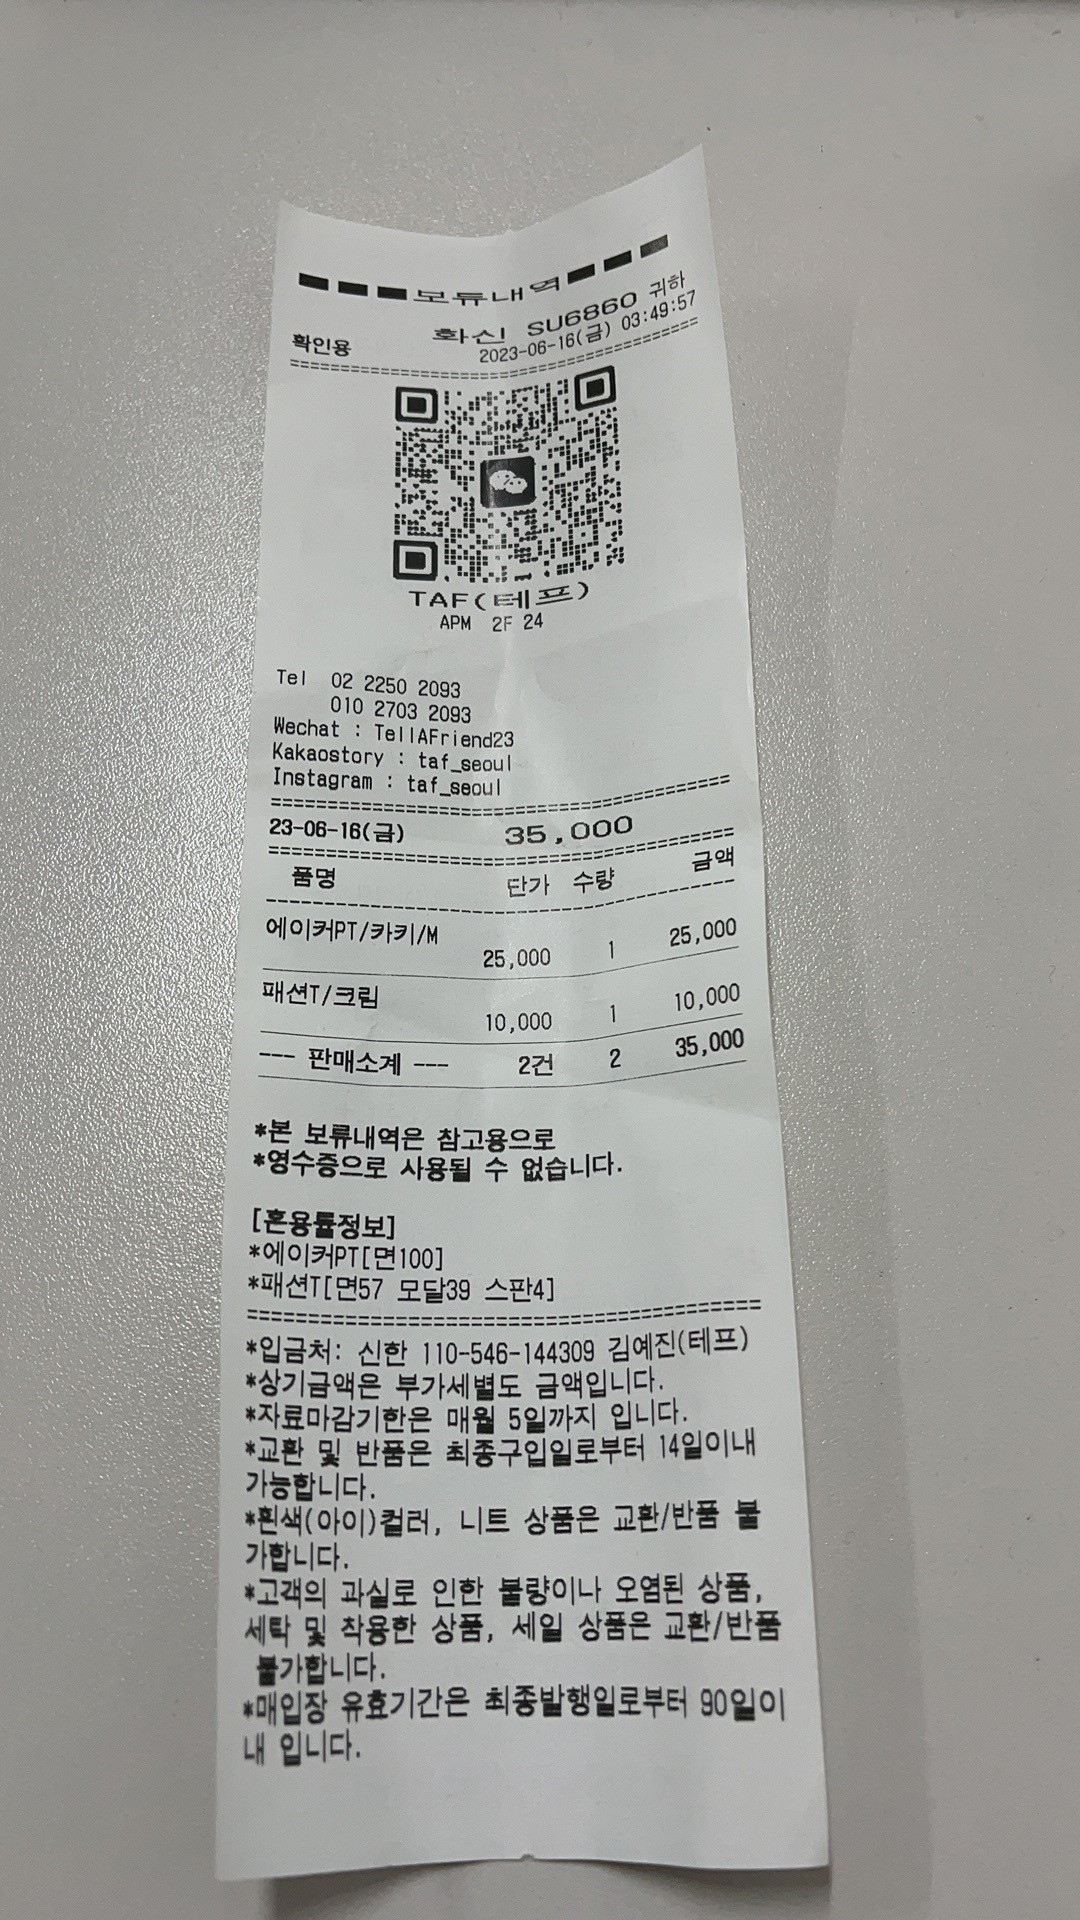 ■■■보류내역■■■
화신 SU6860 귀하
확인용 2023-06-16(금) 03:49:57
TAF(테프)
APM 2F 24
Tel 02 2250 2093
010 2703 2093
Wechat : TellAFriend23
Kakaostory : taf_seoul
Instagram : taf_seoul
23-06-16(금) 35,000
품명 단가 수량 금액
에이커PT/카키/M
25,000 1 25,000
패션T/크림
10,000 1 10,000
--- 판매소계 --- 2건 2 35,000
*본 보류내역은 참고용으로
*영수증으로 사용될 수 없습니다.
[혼용률정보]
*에이커PT[면100]
*패션T[면57 모달39 스판4]
*입금처: 신한 110-546-144309 김예진(테프)
*상기금액은 부가세별도 금액입니다.
*자료마감기한은 매월 5일까지 입니다.
*교환 및 반품은 최종구입일로부터 14일이내
가능합니다.
*흰색(아이)컬러, 니트 상품은 교환/반품 불
가합니다.
*고객의 과실로 인한 불량이나 오염된 상품,
세탁 및 착용한 상품, 세일 상품은 교환/반품
불가합니다.
*매입장 유효기간은 최종발행일로부터 90일이
내 입니다.